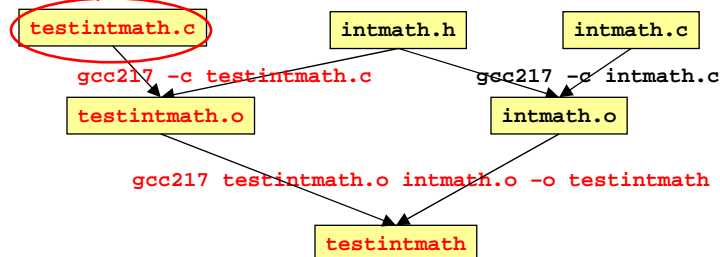 testintmath.c
intmath.h
intmath.c
gcc217 -c testintmath.c
gcc217 -c intmath.c
testintmath.o
intmath.o
gcc217 testintmath.o intmath.o –o testintmath
testintmath